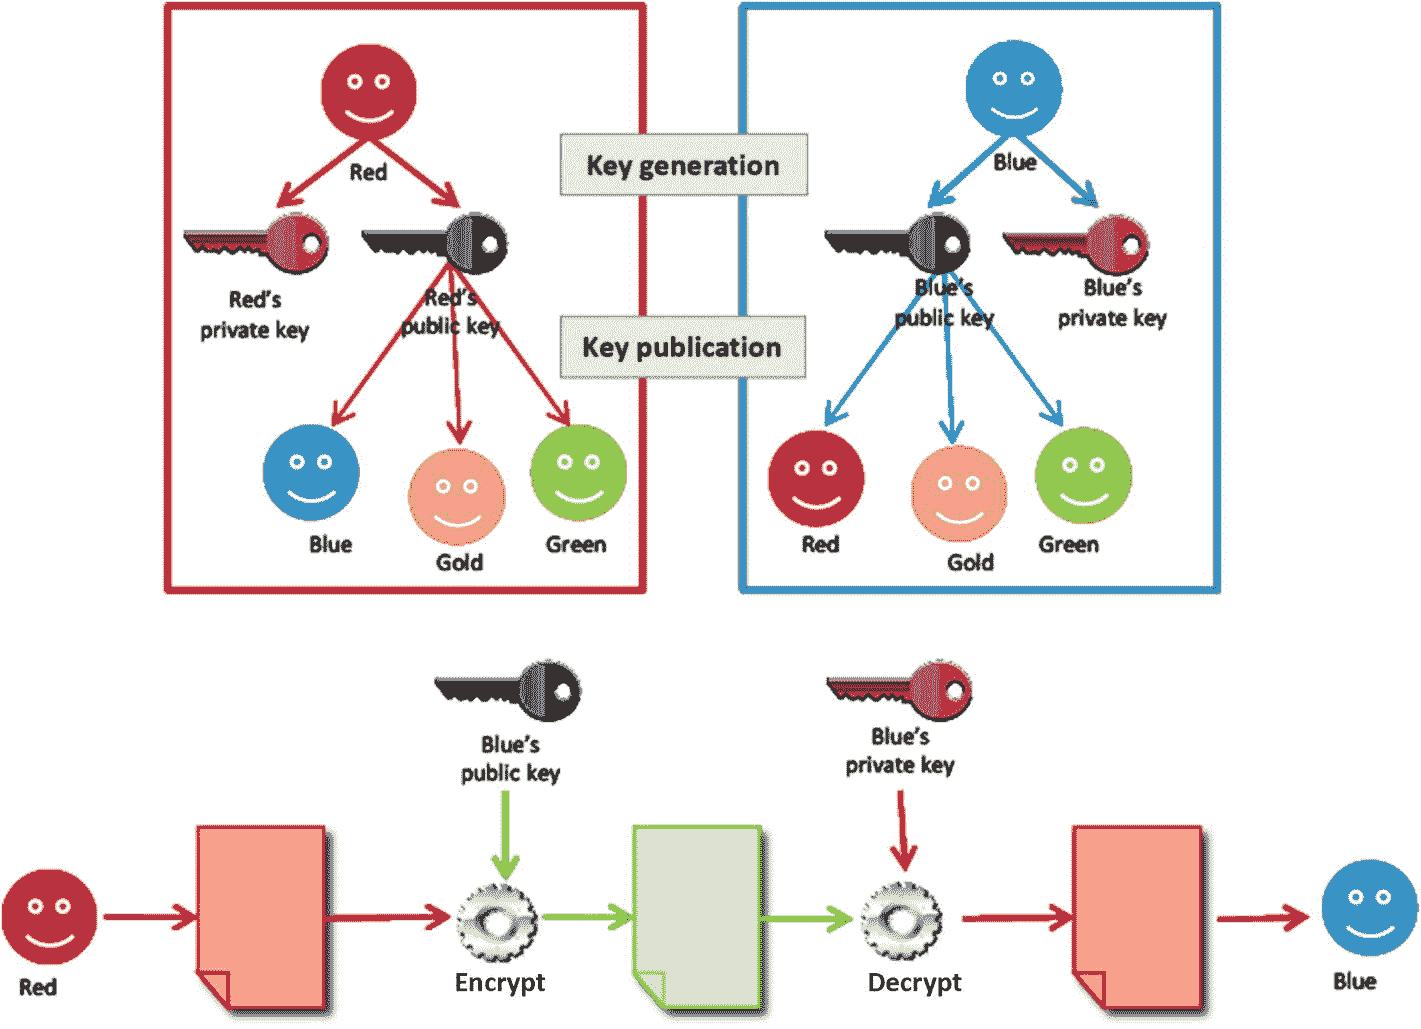 Red
Blue
Key generation
Red's
private key
Red's
public key
Blue's
public key
Blue's
private key
Key publication
Blue
Gold
Green
Red
Gold
Green
Blue's
public key
Blue's
private key
Red
Encrypt
Decrypt
Blue